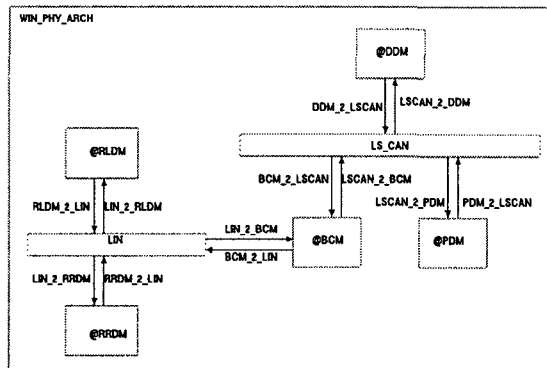 WIN_PHY_ARCH
@DDM
DDM_2_LSCAN LSCAN_2_DDM
LS_CAN
@RLDM
BCM_2_LSCAN LSCAN_2_BCM
LSCAN_2_PDM PDM_2_LSCAN
RLDM_2_LIN LIN_2_RLDM
LIN
LIN_2_BCM
@BCM
@PDM
BCM_2_LIN
LIN_2_RRDM RRDM_2_LIN
@RRDM